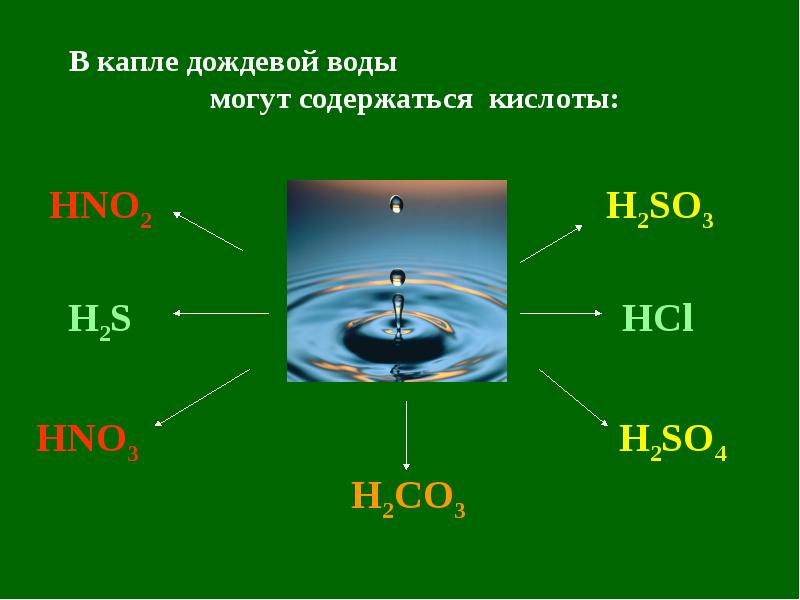 В капле дождевой воды
могут содержаться кислоты:
HNO₂
H₂SO₃
H₂S
HCl
HNO₃
H₂SO₄
H₂CO₃